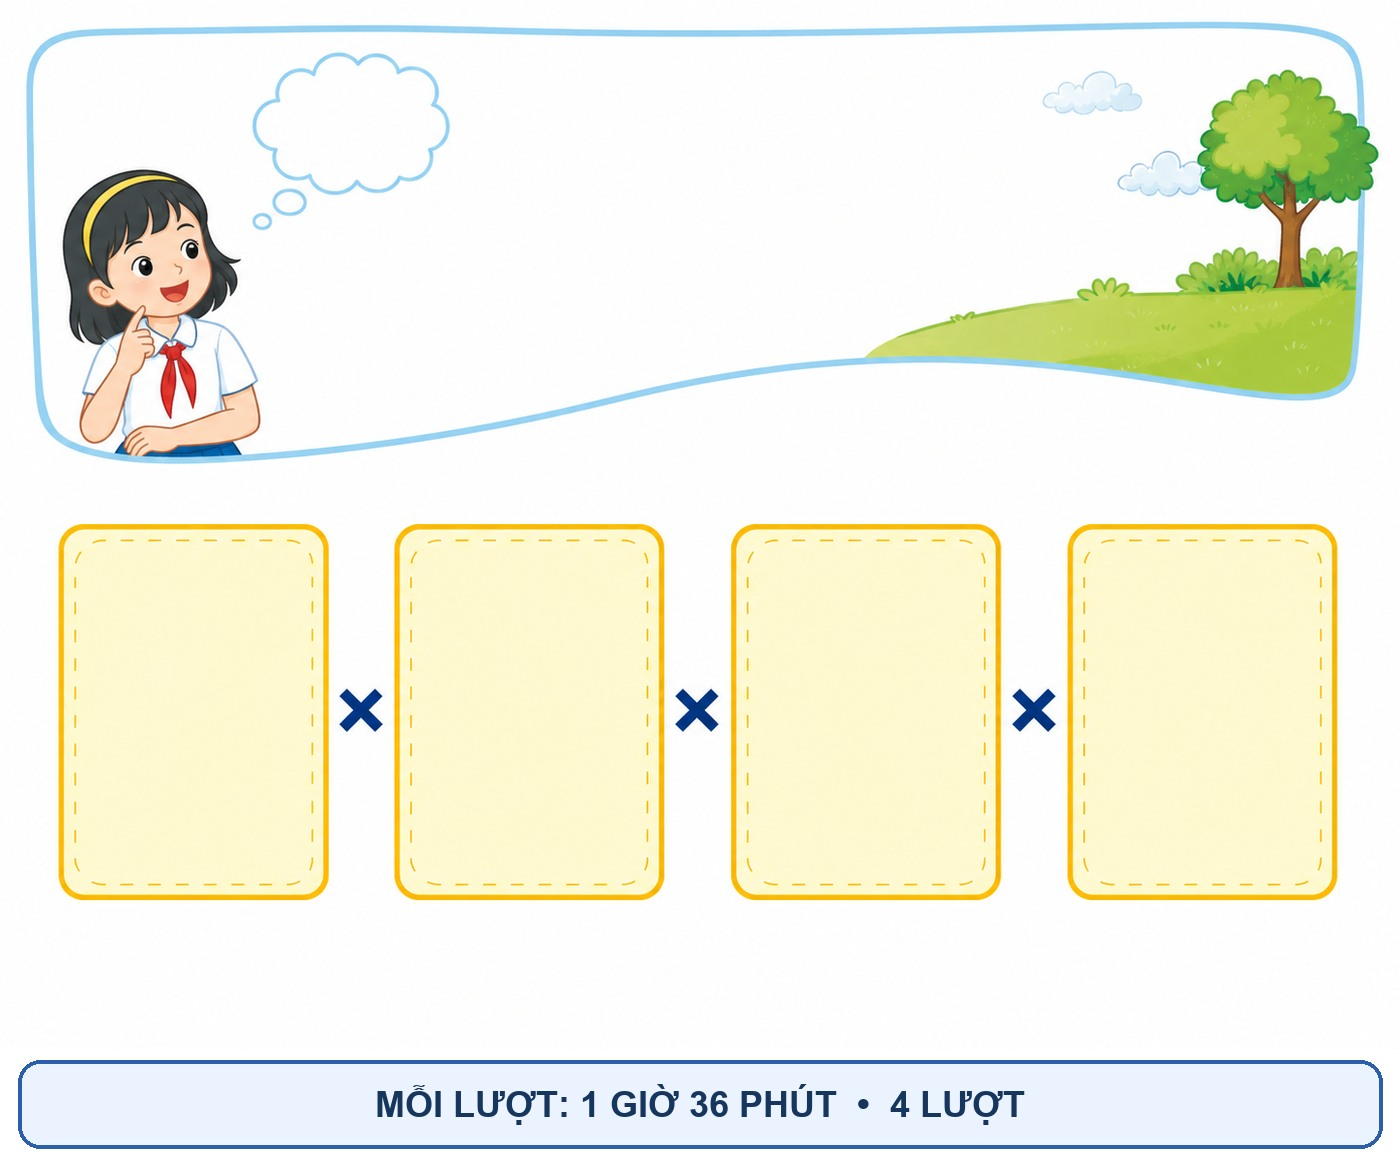 MỖI LƯỢT: 1 GIỜ 36 PHÚT • 4 LƯỢT